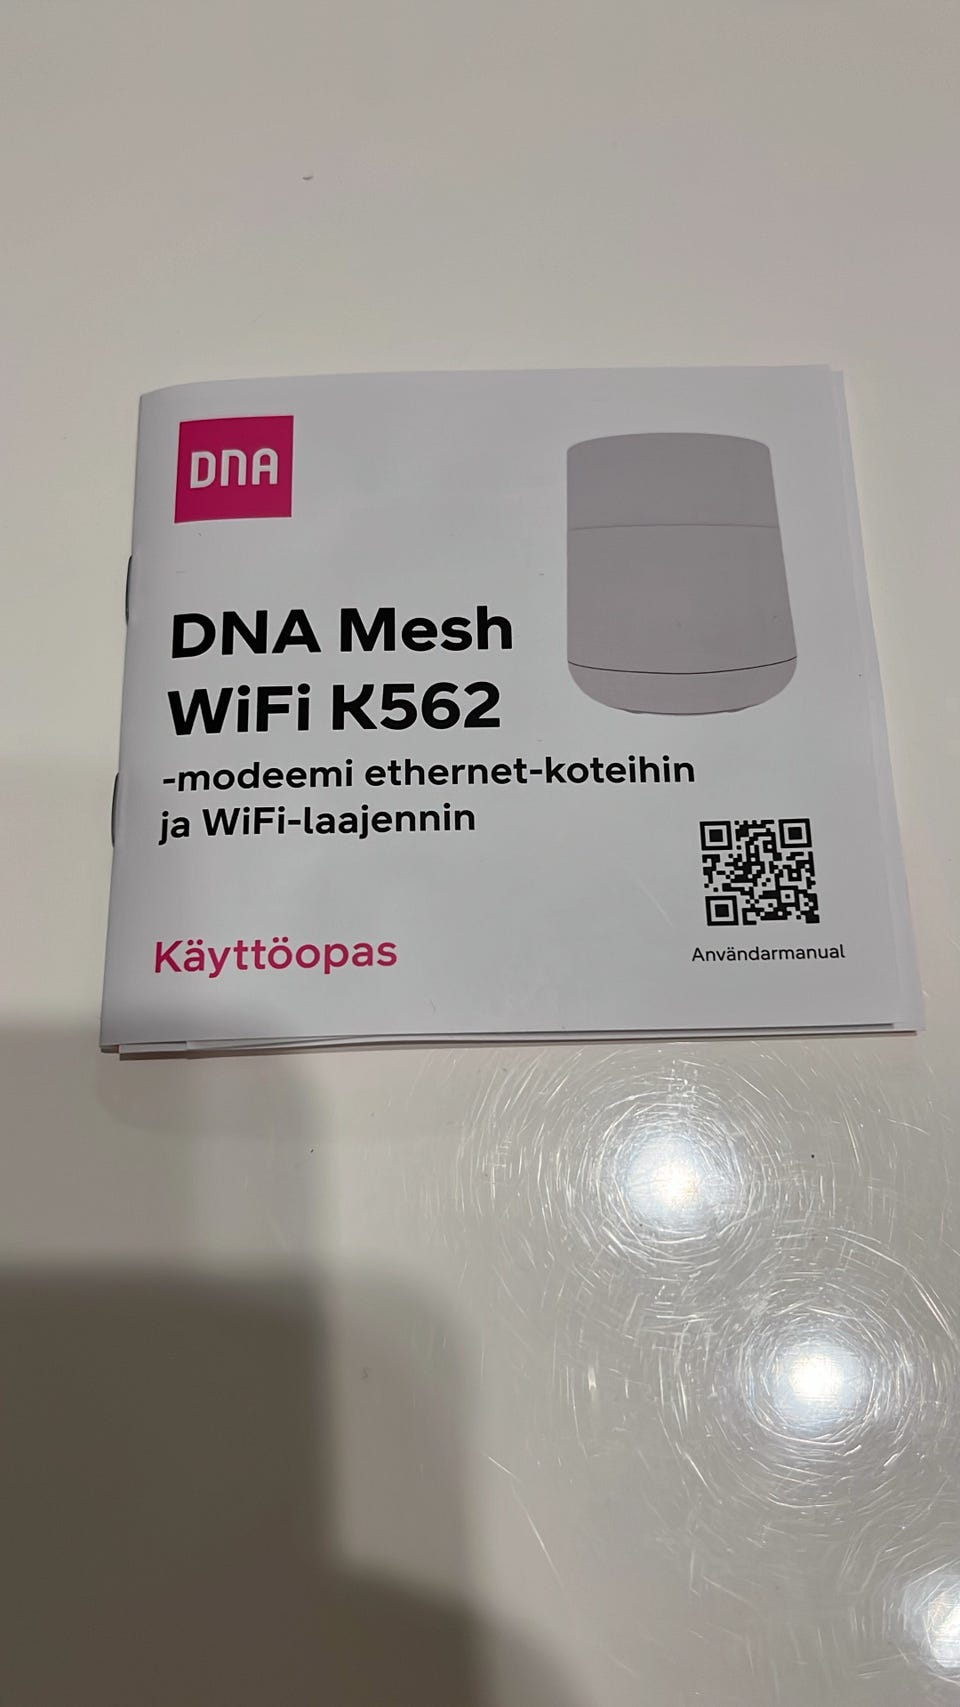 DNA
DNA Mesh
WiFi K562
-modeemi ethernet-koteihin
ja WiFi-laajennin
Käyttöopas
Användarmanual